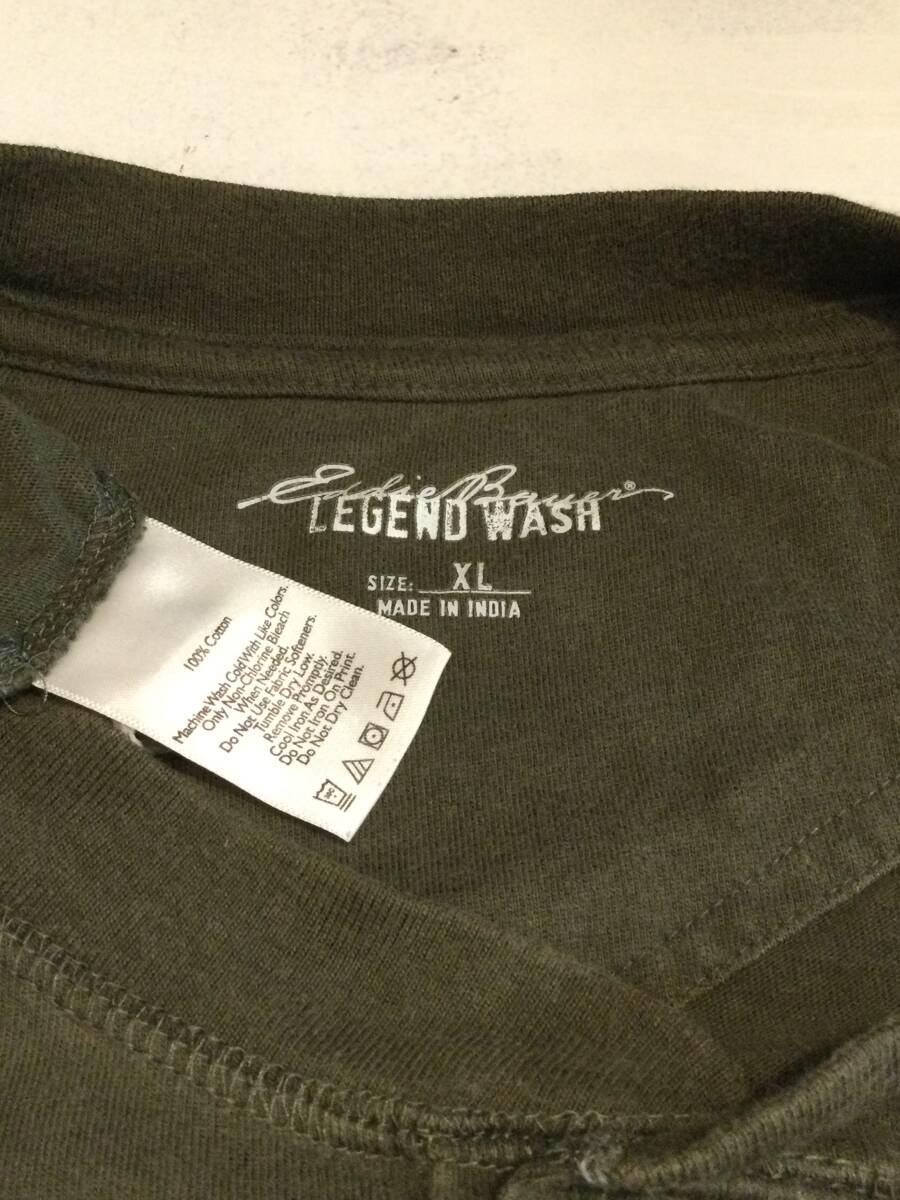 Eddie Bauer®
LEGEND WASH
SIZE: XL
MADE IN INDIA
100% Cotton
Machine Wash Cold With Like Colors.
Only Non-Chlorine Bleach
When Needed.
Do Not Use Fabric Softeners.
Tumble Dry Low.
Remove Promptly.
Cool Iron As Desired.
Do Not Iron On Print.
Do Not Dry Clean.